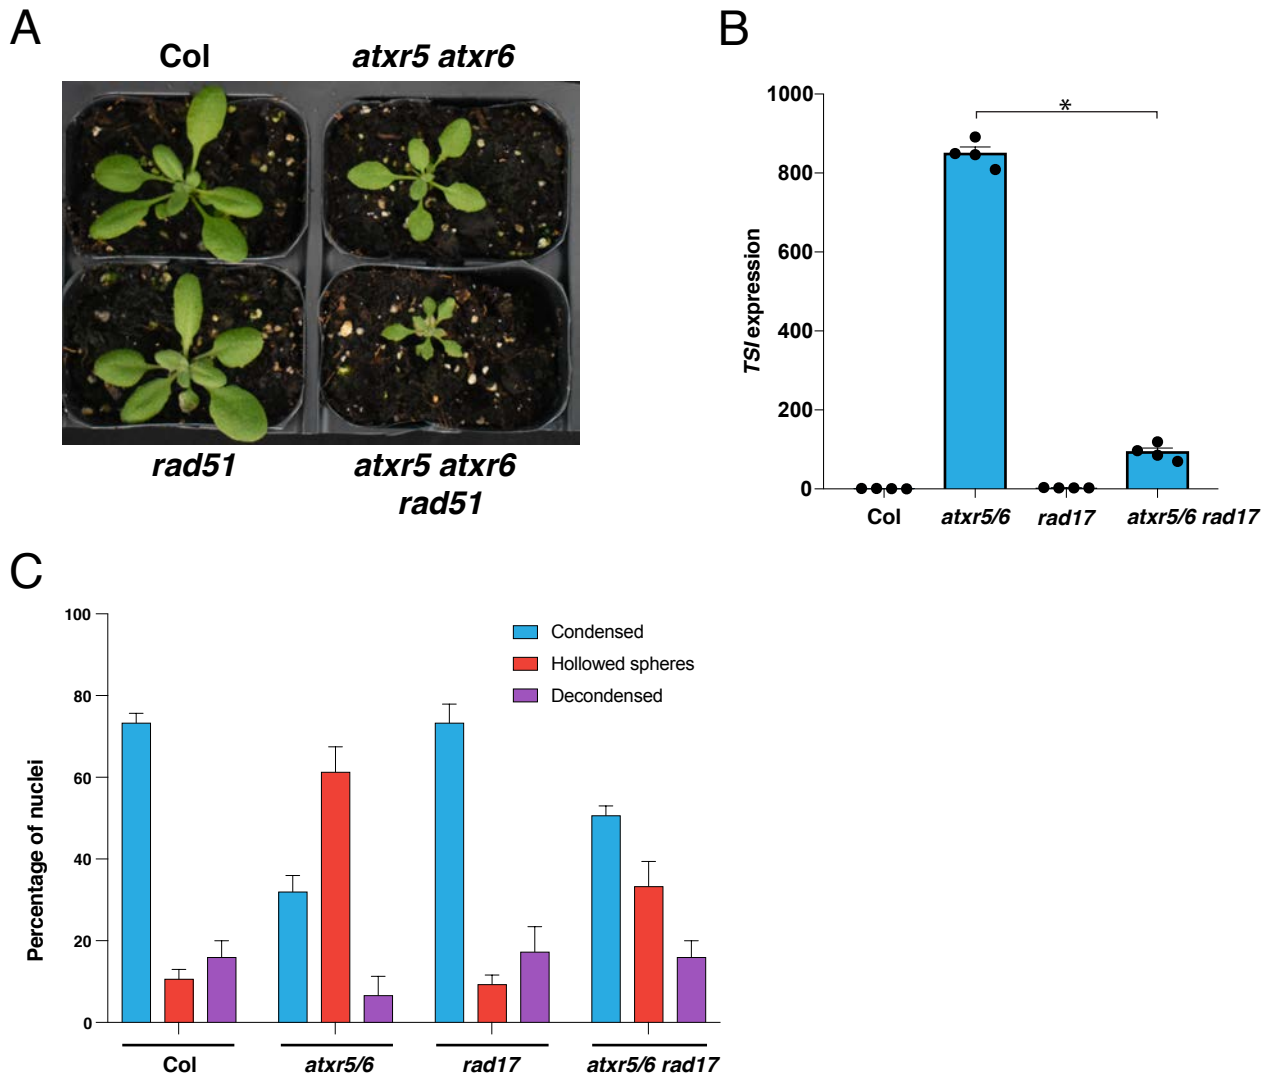 A
Col
atxr5 atxr6
rad51
atxr5 atxr6
rad51
B
1000
800
600
400
200
0
TSI expression
*
Col
atxr5/6
rad17
atxr5/6 rad17
C
100
80
60
40
20
0
Percentage of nuclei
Condensed
Hollowed spheres
Decondensed
Col
atxr5/6
rad17
atxr5/6 rad17